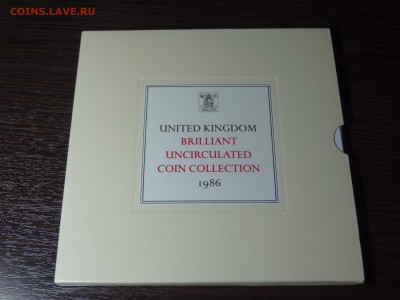 COINS.LAVE.RU
UNITED KINGDOM
BRILLIANT
UNCIRCULATED
COIN COLLECTION
1986